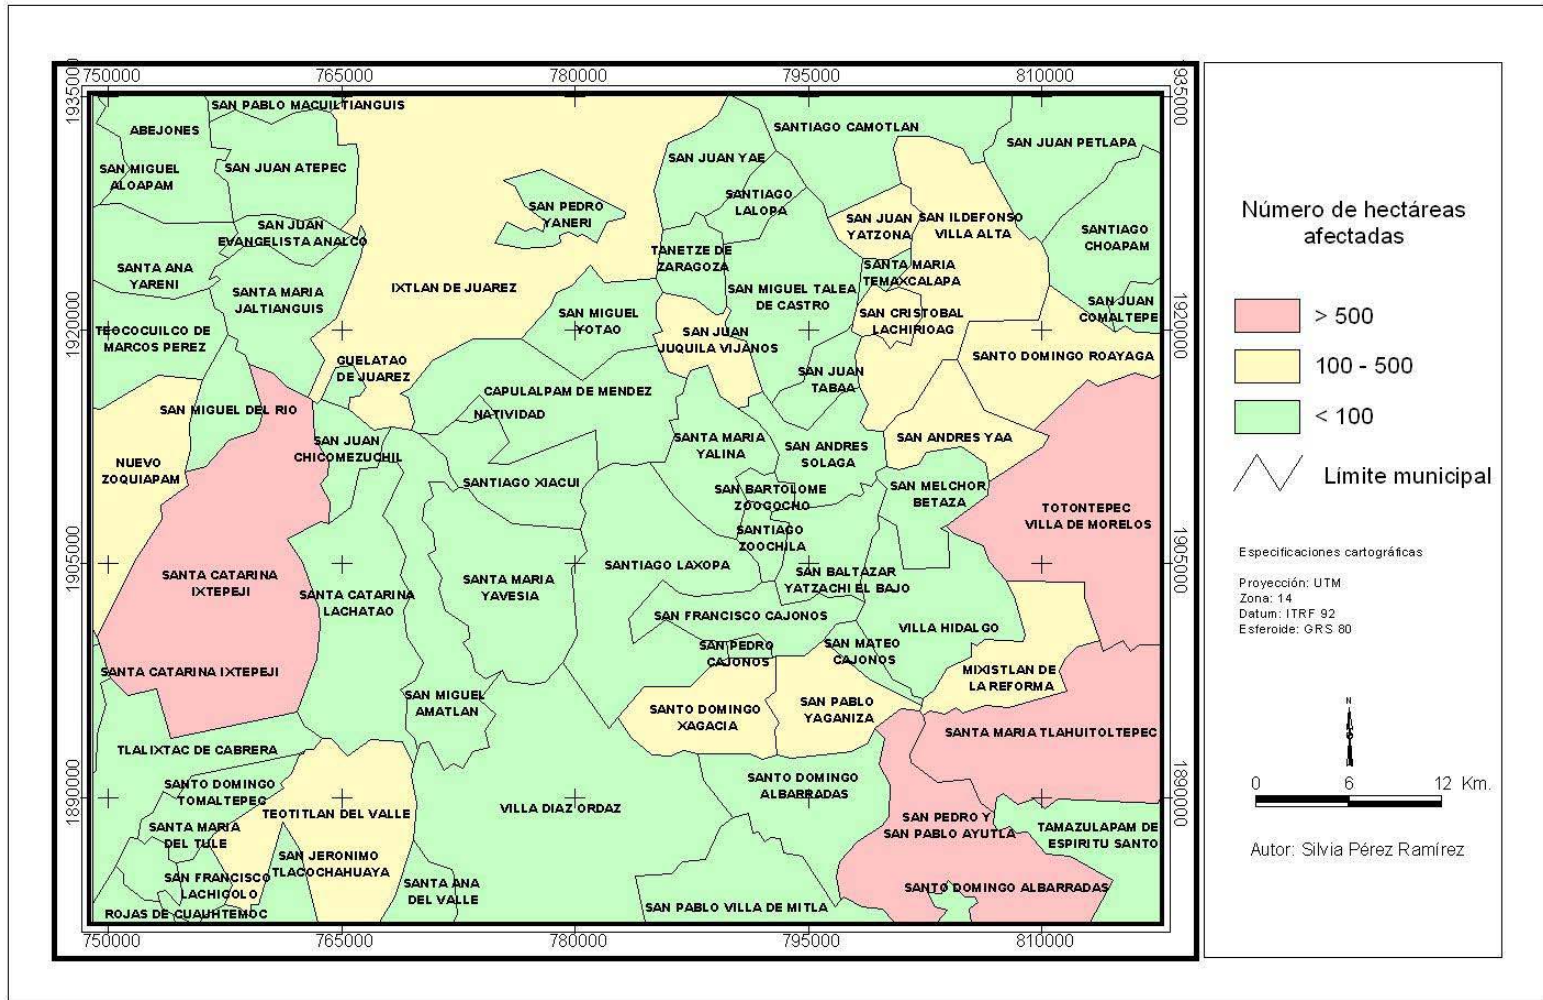 750000
765000
780000
795000
810000
1935000
1935000
SAN PABLO MACUILTIANGUIS
ABEJONES
SAN MIGUEL
ALOAPAM
SAN JUAN ATEPEC
SANTIAGO CAMOTLAN
SAN JUAN PETLAPA
SAN JUAN YAE
SANTIAGO
LALOPA
SAN PEDRO
YANERI
SAN JUAN
YATZONA
SAN ILDEFONSO
VILLA ALTA
SANTIAGO
CHOAPAM
SAN JUAN
EVANGELISTA ANALCO
TANETZE DE
ZARAGOZA
SANTA ANA
YARENI
SANTA MARIA
JALTIANGUIS
IXTLAN DE JUAREZ
SANTA MARIA
TEMAXCALAPA
SAN MIGUEL TALEA
DE CASTRO
SAN JUAN
COMALTEPE
1920000
1920000
TEOCOCUILCO DE
MARCOS PEREZ
SAN MIGUEL
YOTAO
SAN JUAN
JUQUILA VIJANOS
SAN CRISTOBAL
LACHIRIOAG
SANTO DOMINGO ROAYAGA
GUELATAO
DE JUAREZ
SAN JUAN
TABAA
CAPULALPAM DE MENDEZ
SAN MIGUEL DEL RIO
NATIVIDAD
SAN JUAN
CHICOMEZUCHIL
SANTA MARIA
YALINA
SAN ANDRES
SOLAGA
SAN ANDRES YAA
NUEVO
ZOQUIAPAM
SANTIAGO XIACUI
SAN BARTOLOME
ZOOGOCHO
SAN MELCHOR
BETAZA
TOTONTEPEC
VILLA DE MORELOS
SANTIAGO
ZOOCHILA
1905000
1905000
SANTA CATARINA
IXTEPEJI
SANTA CATARINA
LACHATAO
SANTA MARIA
YAVESIA
SANTIAGO LAXOPA
SAN BALTAZAR
YATZACHI EL BAJO
SAN FRANCISCO CAJONOS
VILLA HIDALGO
SAN PEDRO
CAJONOS
SAN MATEO
CAJONOS
SANTA CATARINA IXTEPEJI
MIXISTLAN DE
LA REFORMA
SAN MIGUEL
AMATLAN
SANTO DOMINGO
XAGACIA
SAN PABLO
YAGANIZA
SANTA MARIA TLAHUITOLTEPEC
TLALIXTAC DE CABRERA
SANTO DOMINGO
TOMALTEPEC
SANTO DOMINGO
ALBARRADAS
1890000
1890000
VILLA DIAZ ORDAZ
TEOTITLAN DEL VALLE
SAN PEDRO Y
SAN PABLO AYUTLA
SANTA MARIA
DEL TULE
TAMAZULAPAM DE
ESPIRITU SANTO
SAN JERONIMO
TLACOCHAHUAYA
SAN FRANCISCO
LACHIGOLO
SANTA ANA
DEL VALLE
SANTO DOMINGO ALBARRADAS
ROJAS DE CUAUHTEMOC
SAN PABLO VILLA DE MITLA
750000
765000
780000
795000
810000
Número de hectáreas
afectadas
> 500
100 - 500
< 100
Límite municipal
Especificaciones cartográficas
Proyección: UTM
Zona: 14
Datum: ITRF 92
Esferoide: GRS 80
N
0 6 12 Km.
Autor: Silvia Pérez Ramírez